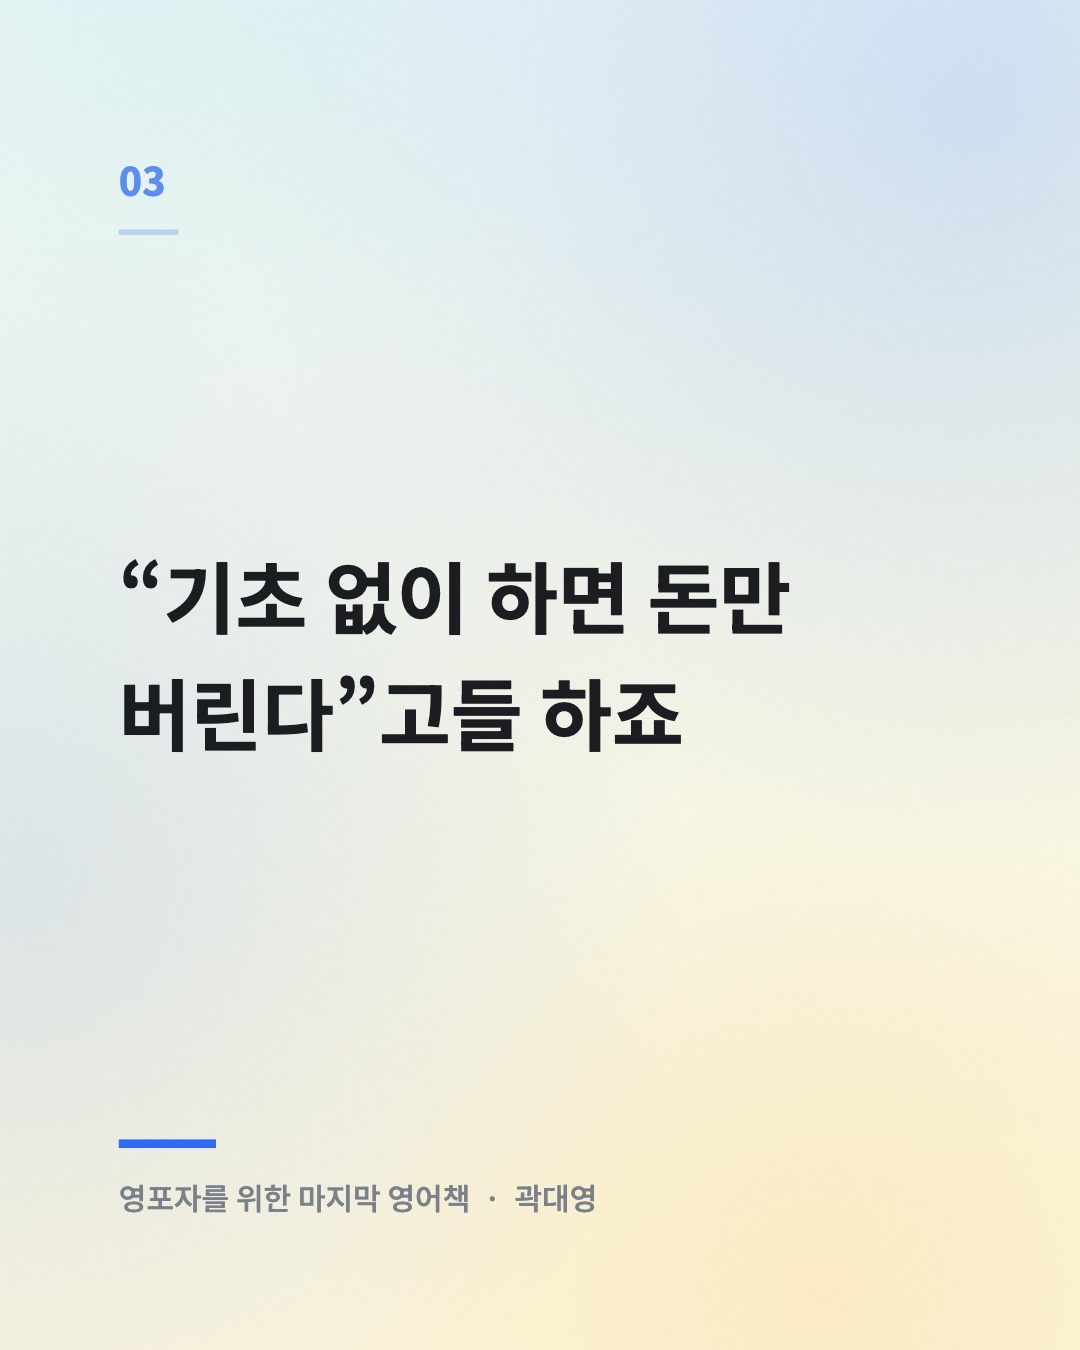 03
“기초 없이 하면 돈만
버린다”고들 하죠
영포자를 위한 마지막 영어책 · 곽대영